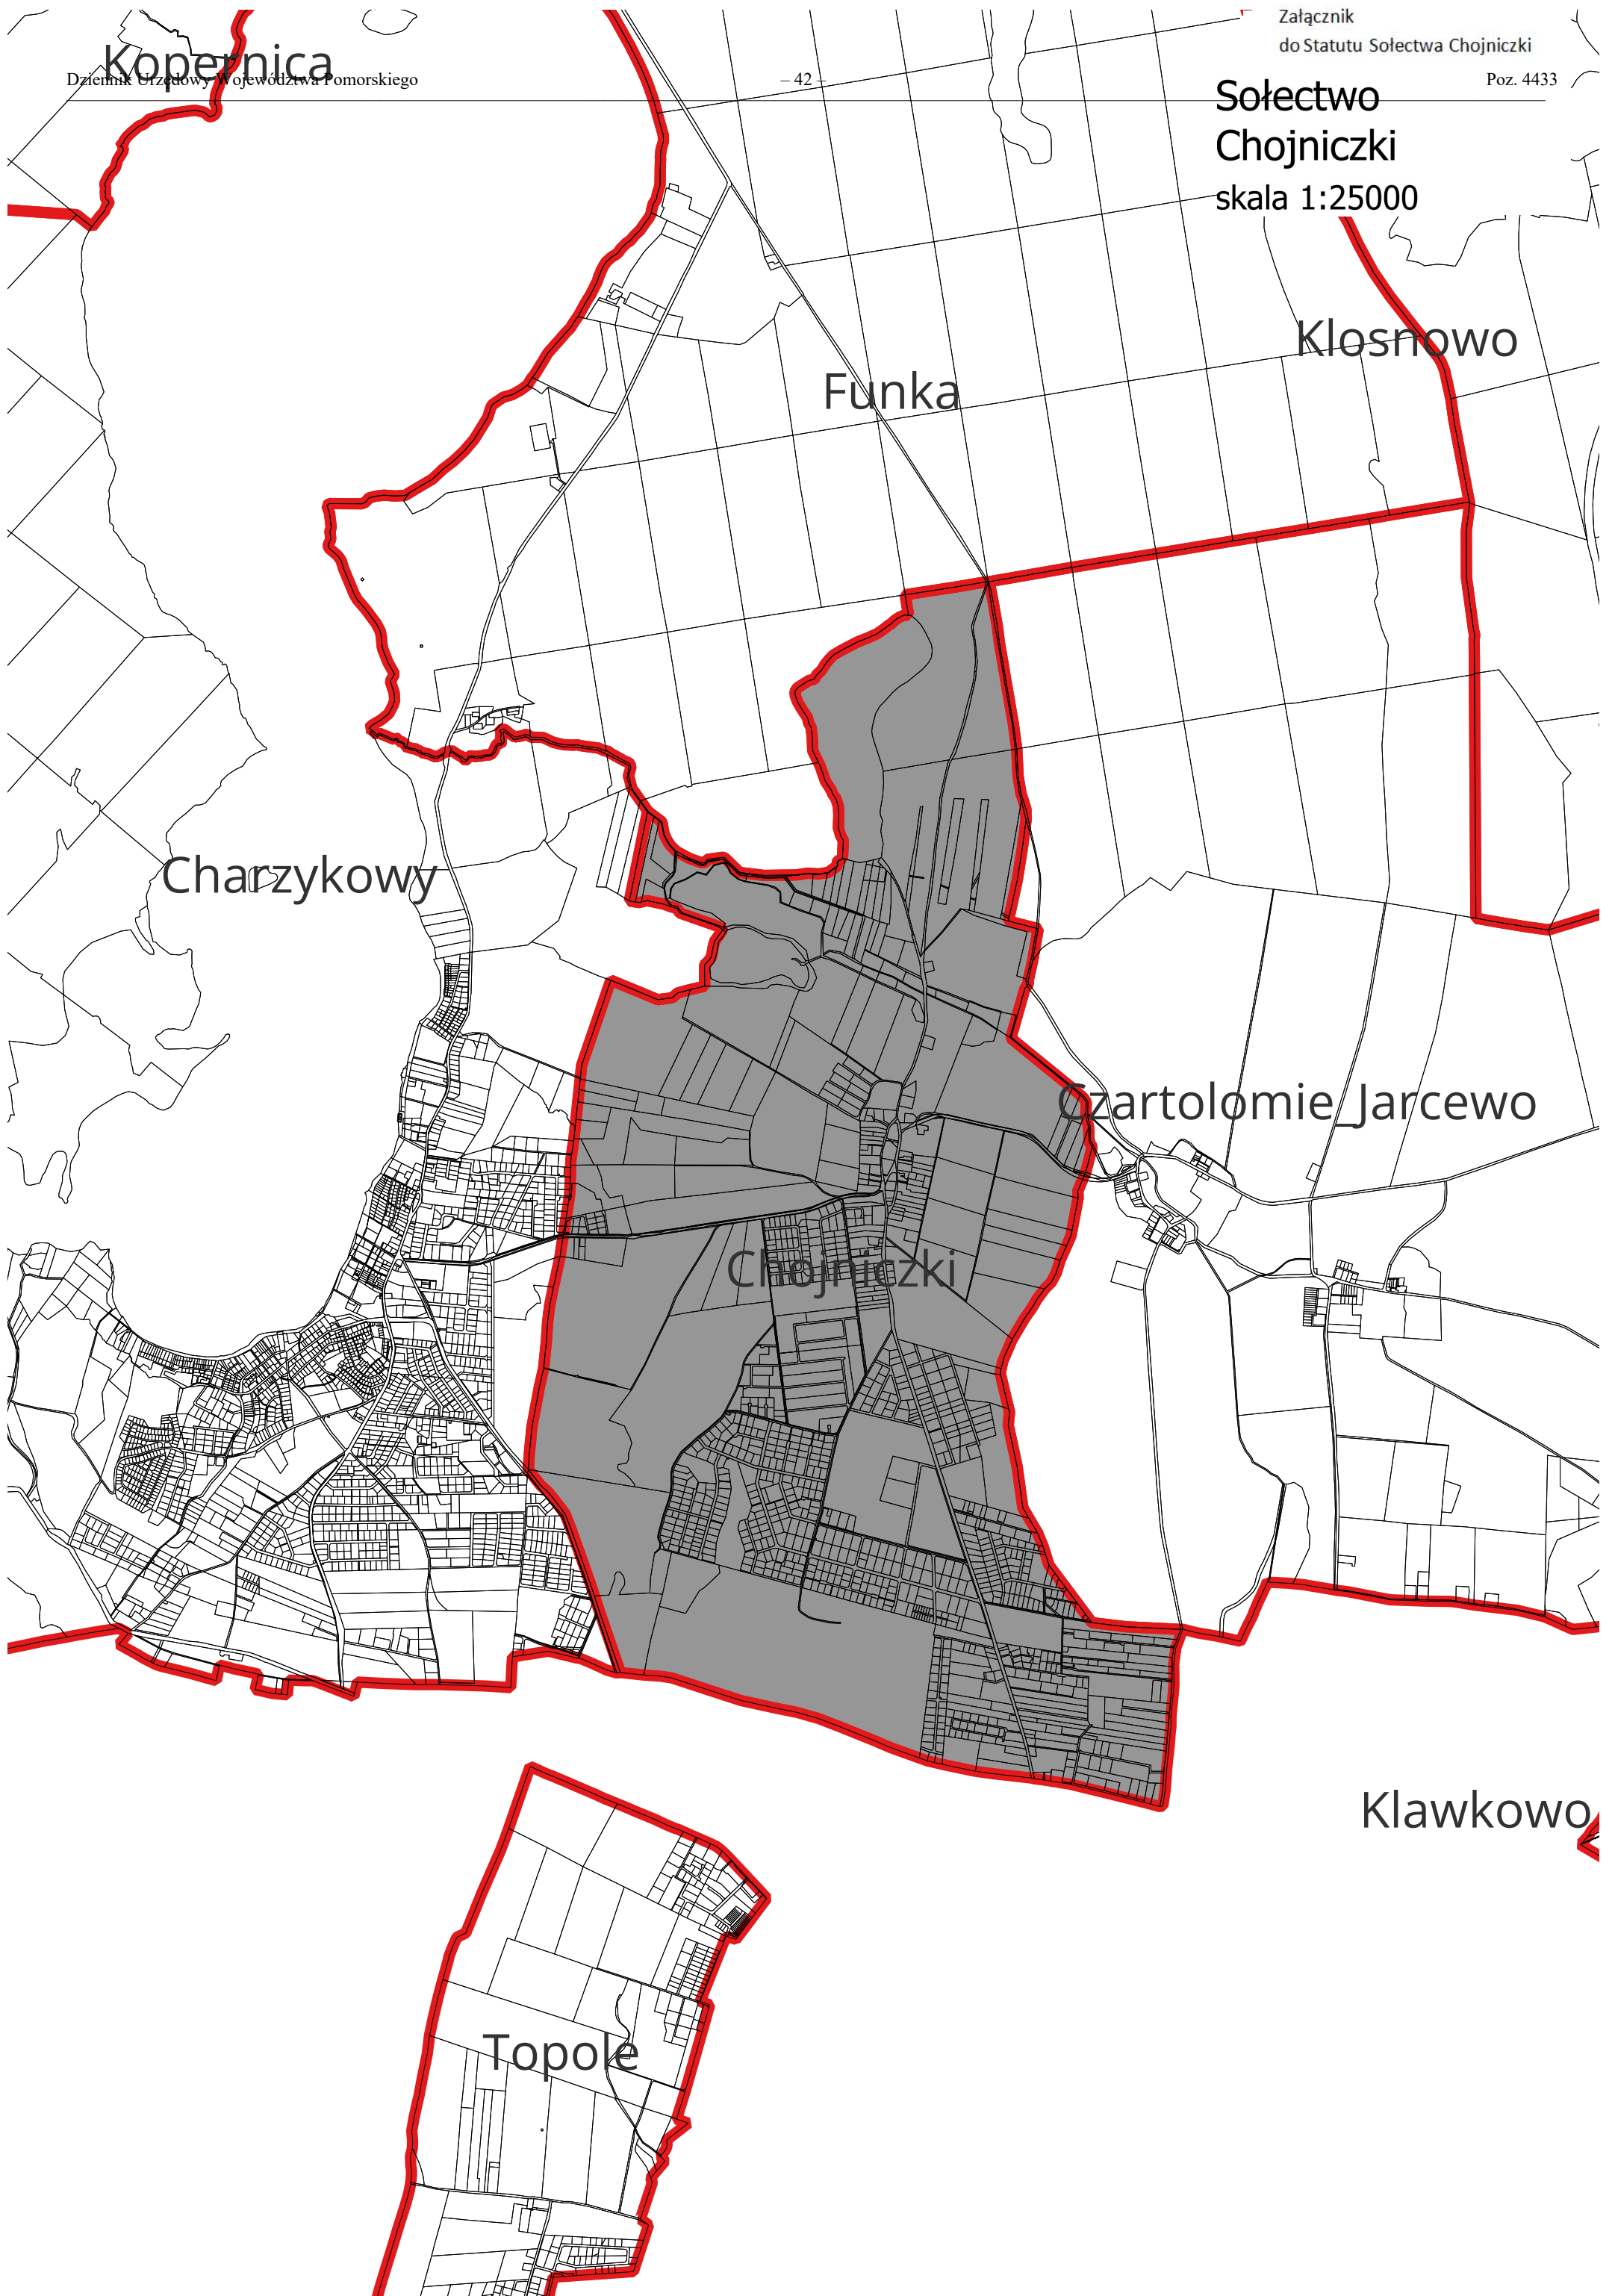 Załącznik
do Statutu Sołectwa Chojniczki
Kopernica
Dziennik Urzędowy Województwa Pomorskiego
– 42 –
Poz. 4433
Sołectwo
Chojniczki
skala 1:25000
Klosnowo
Funka
Charzykowy
Czartolomie_Jarcewo
Chojniczki
Klawkowo
Topole